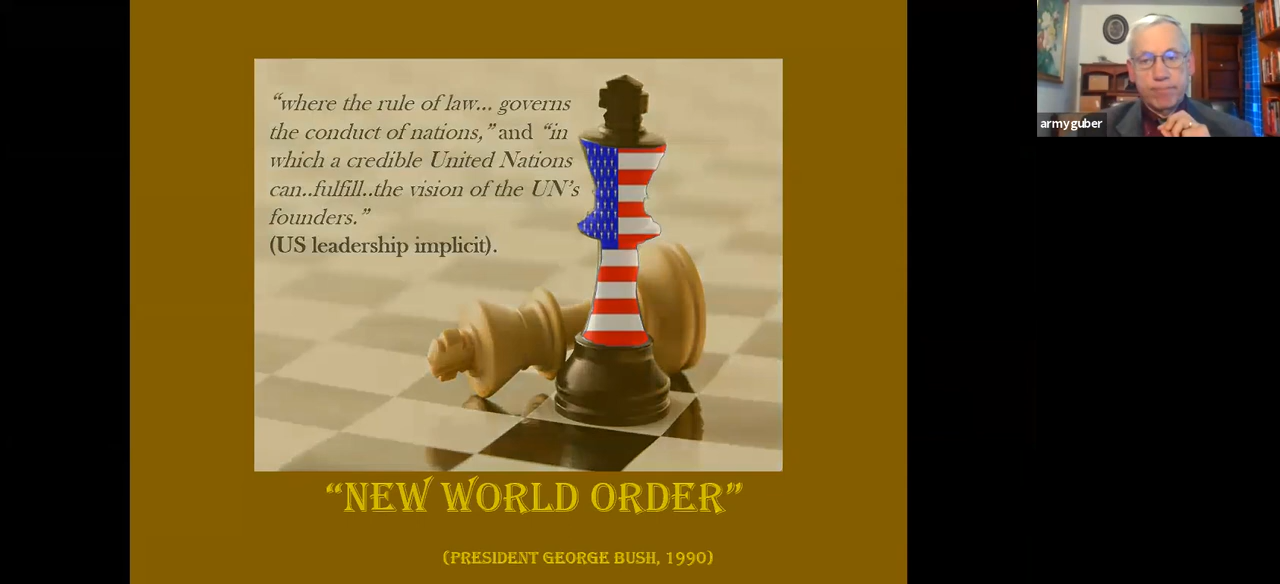 “where the rule of law... governs
the conduct of nations,” and “in
which a credible United Nations
can..fulfill..the vision of the UN’s
founders.”
(US leadership implicit).
“NEW WORLD ORDER”
(PRESIDENT GEORGE BUSH, 1990)
armyguber